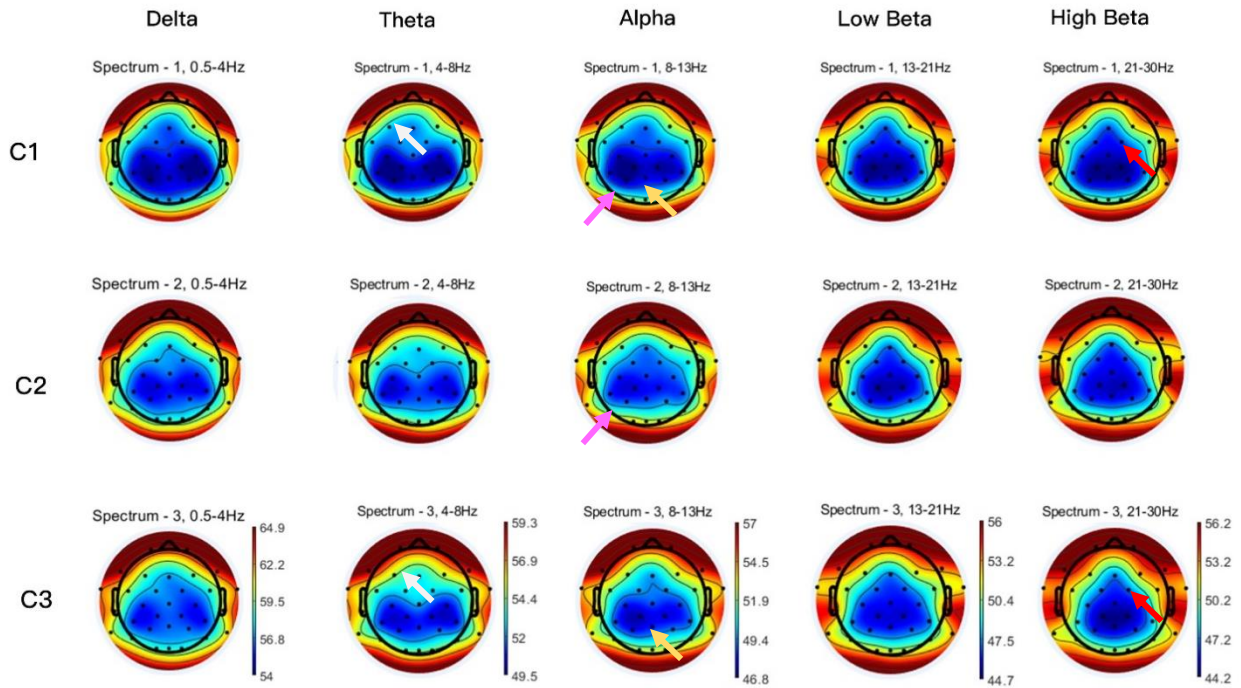 Delta Theta Alpha Low Beta High Beta
Spectrum - 1, 0.5-4Hz Spectrum - 1, 4-8Hz Spectrum - 1, 8-13Hz Spectrum - 1, 13-21Hz Spectrum - 1, 21-30Hz
C1
Spectrum - 2, 0.5-4Hz Spectrum - 2, 4-8Hz Spectrum - 2, 8-13Hz Spectrum - 2, 13-21Hz Spectrum - 2, 21-30Hz
C2
Spectrum - 3, 0.5-4Hz Spectrum - 3, 4-8Hz Spectrum - 3, 8-13Hz Spectrum - 3, 13-21Hz Spectrum - 3, 21-30Hz
C3
64.9 59.3 57 56 56.2
62.2 56.9 54.5 53.2 53.2
59.5 54.4 51.9 50.4 50.2
56.8 52 49.4 47.5 47.2
54 49.5 46.8 44.7 44.2